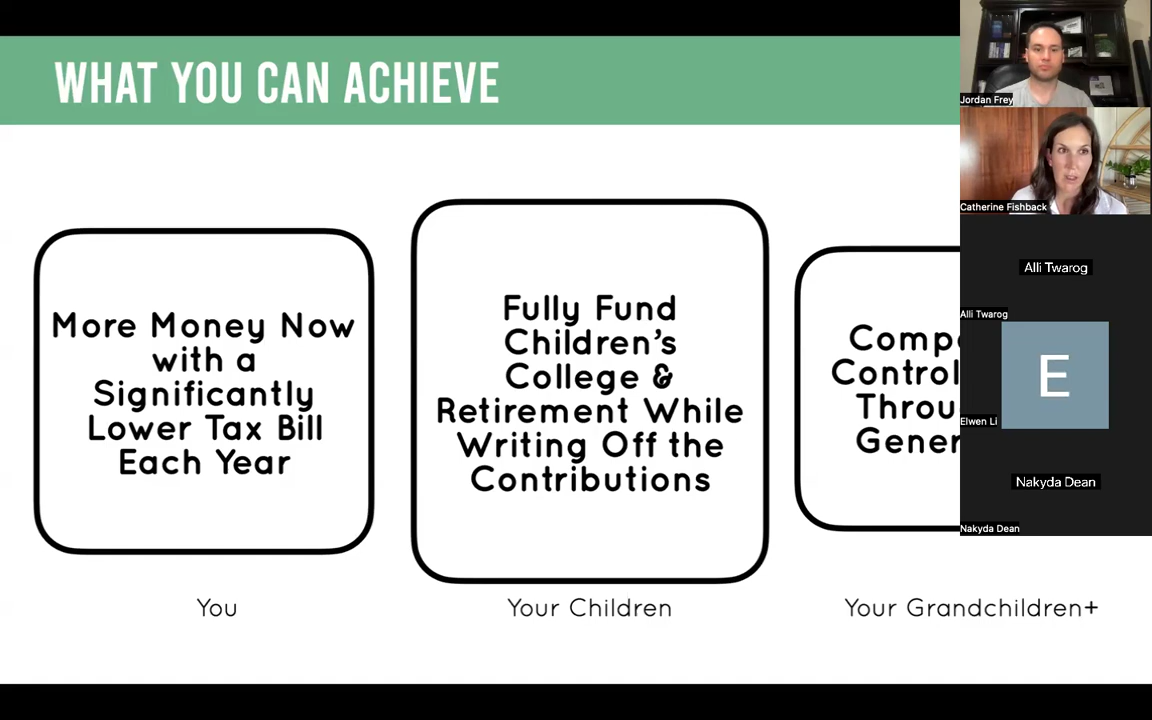 WHAT YOU CAN ACHIEVE
More Money Now
with a
Significantly
Lower Tax Bill
Each Year
You
Fully Fund
Children's
College &
Retirement While
Writing Off the
Contributions
Your Children
Your Grandchildren+
Jordan Frey
Catherine Fishback
Alli Twarog
Alli Twarog
E
Elwen Li
Nakyda Dean
Nakyda Dean